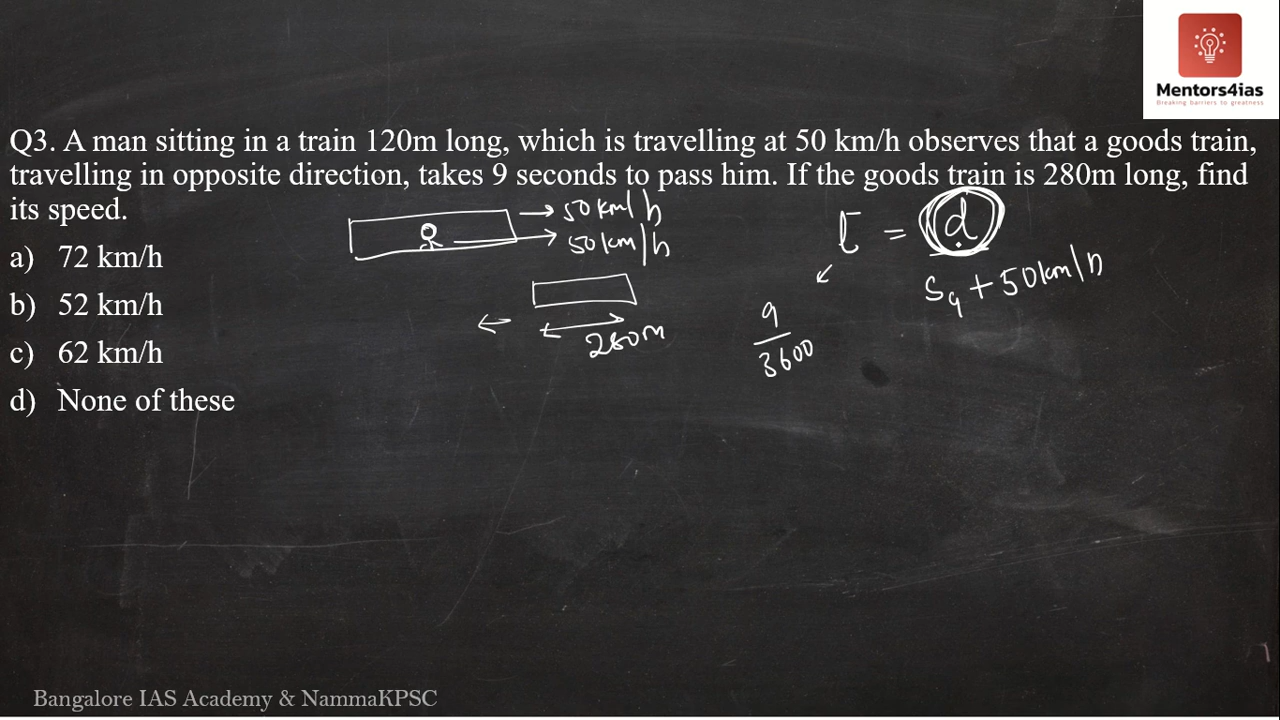 Mentors4ias
Breaking barriers to greatness
Q3. A man sitting in a train 120m long, which is travelling at 50 km/h observes that a goods train,
travelling in opposite direction, takes 9 seconds to pass him. If the goods train is 280m long, find
its speed.
→ 50 km/h
→ 50 km/h
t = d
Sg + 50 km/h
a) 72 km/h
b) 52 km/h
280m
9
3600
c) 62 km/h
d) None of these
Bangalore IAS Academy & NammaKPSC